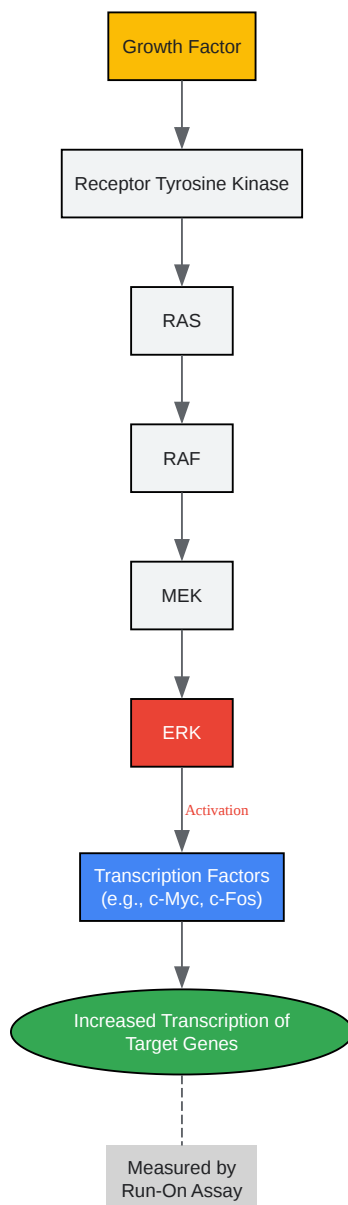 Growth Factor
Receptor Tyrosine Kinase
RAS
RAF
MEK
ERK
Activation
Transcription Factors
(e.g., c-Myc, c-Fos)
Increased Transcription of
Target Genes
Measured by
Run-On Assay